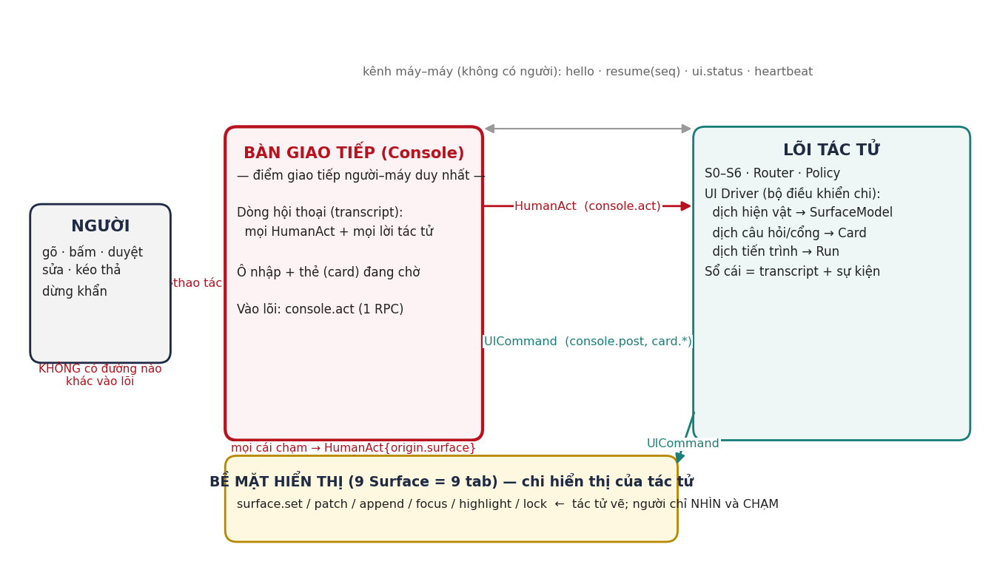 kênh máy–máy (không có người): hello · resume(seq) · ui.status · heartbeat
NGƯỜI
gõ · bấm · duyệt
sửa · kéo thả
dừng khẩn
KHÔNG có đường nào
khác vào lõi
thao tác
BÀN GIAO TIẾP (Console)
— điểm giao tiếp người–máy duy nhất —
Dòng hội thoại (transcript):
mọi HumanAct + mọi lời tác tử
Ô nhập + thẻ (card) đang chờ
Vào lõi: console.act (1 RPC)
HumanAct (console.act)
UICommand (console.post, card.*)
LÕI TÁC TỬ
S0–S6 · Router · Policy
UI Driver (bộ điều khiển chi):
dịch hiện vật → SurfaceModel
dịch câu hỏi/cổng → Card
dịch tiến trình → Run
Sổ cái = transcript + sự kiện
mọi cái chạm → HumanAct{origin.surface}
UICommand
BỀ MẶT HIỂN THỊ (9 Surface = 9 tab) — chi hiển thị của tác tử
surface.set / patch / append / focus / highlight / lock ← tác tử vẽ; người chỉ NHÌN và CHẠM